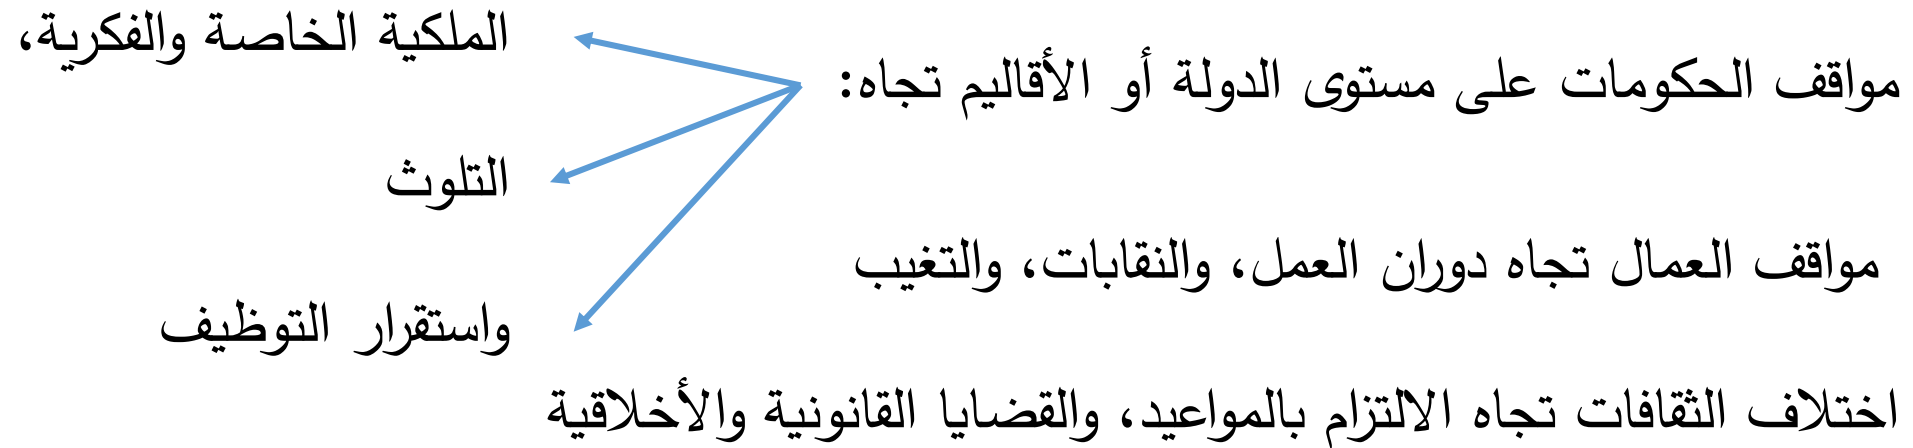 مواقف الحكومات على مستوى الدولة أو الأقاليم تجاه:
الملكية الخاصة والفكرية،
التلوث
واستقرار التوظيف
مواقف العمال تجاه دوران العمل، والنقابات، والتغيب
اختلاف الثقافات تجاه الالتزام بالمواعيد، والقضايا القانونية والأخلاقية